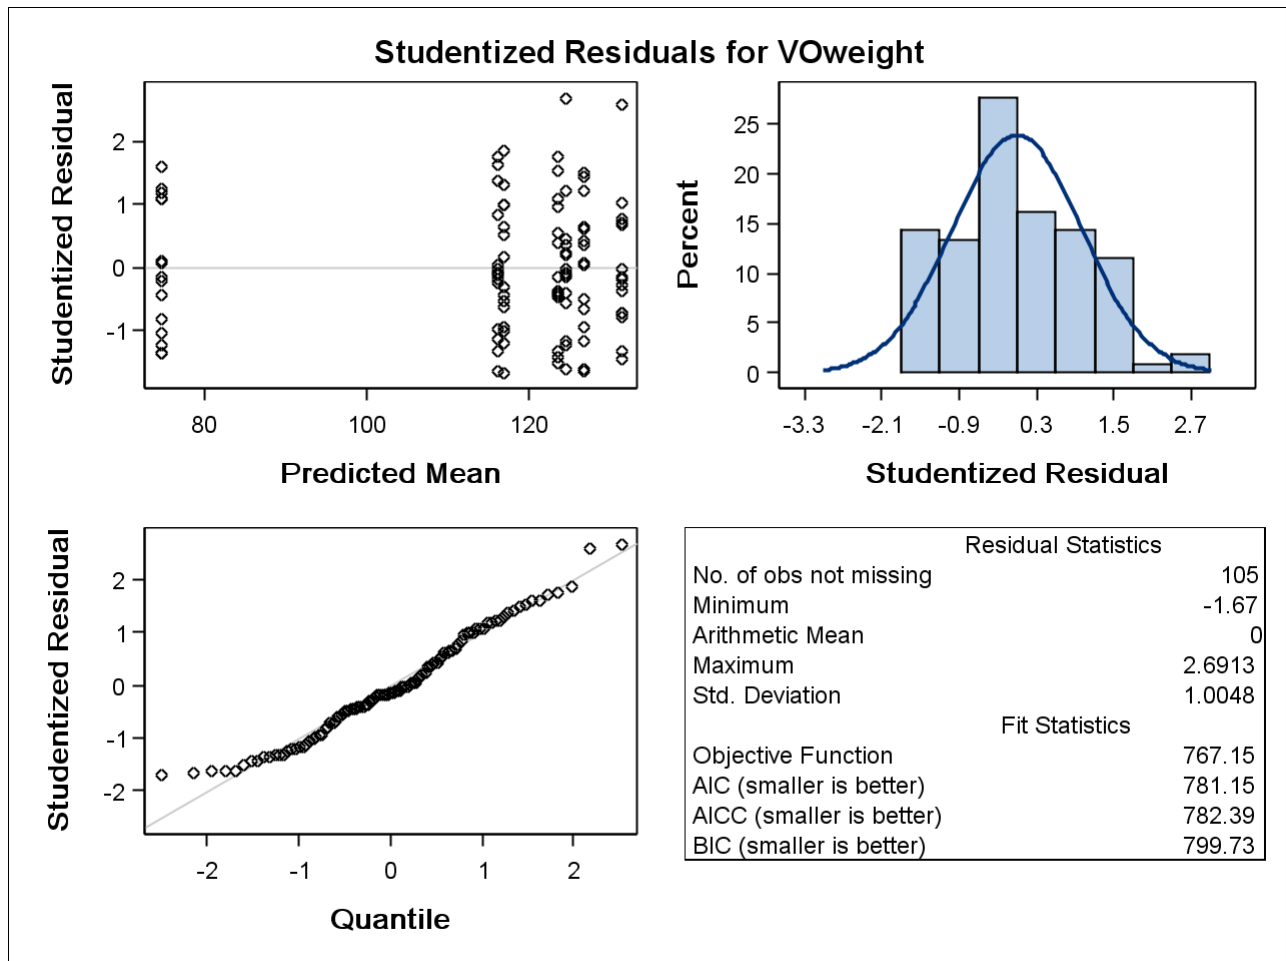 Studentized Residuals for VOweight
Studentized Residual
2
1
0
-1
80 100 120
Predicted Mean
Percent
25
20
15
10
5
0
-3.3 -2.1 -0.9 0.3 1.5 2.7
Studentized Residual
Studentized Residual
2
1
0
-1
-2
-2 -1 0 1 2
Quantile
Residual Statistics
No. of obs not missing 105
Minimum -1.67
Arithmetic Mean 0
Maximum 2.6913
Std. Deviation 1.0048
Fit Statistics
Objective Function 767.15
AIC (smaller is better) 781.15
AICC (smaller is better) 782.39
BIC (smaller is better) 799.73